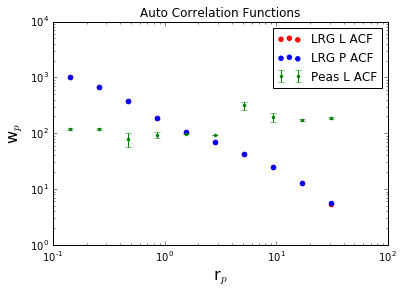 Auto Correlation Functions
10^4
10^3
10^2
10^1
10^0
w_p
LRG L ACF
LRG P ACF
Peas L ACF
10^-1 10^0 10^1 10^2
r_p